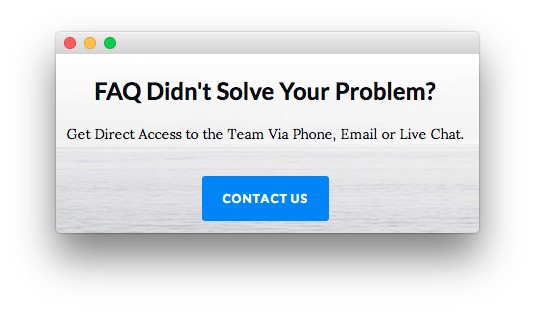 FAQ Didn't Solve Your Problem?
Get Direct Access to the Team Via Phone, Email or Live Chat.
CONTACT US